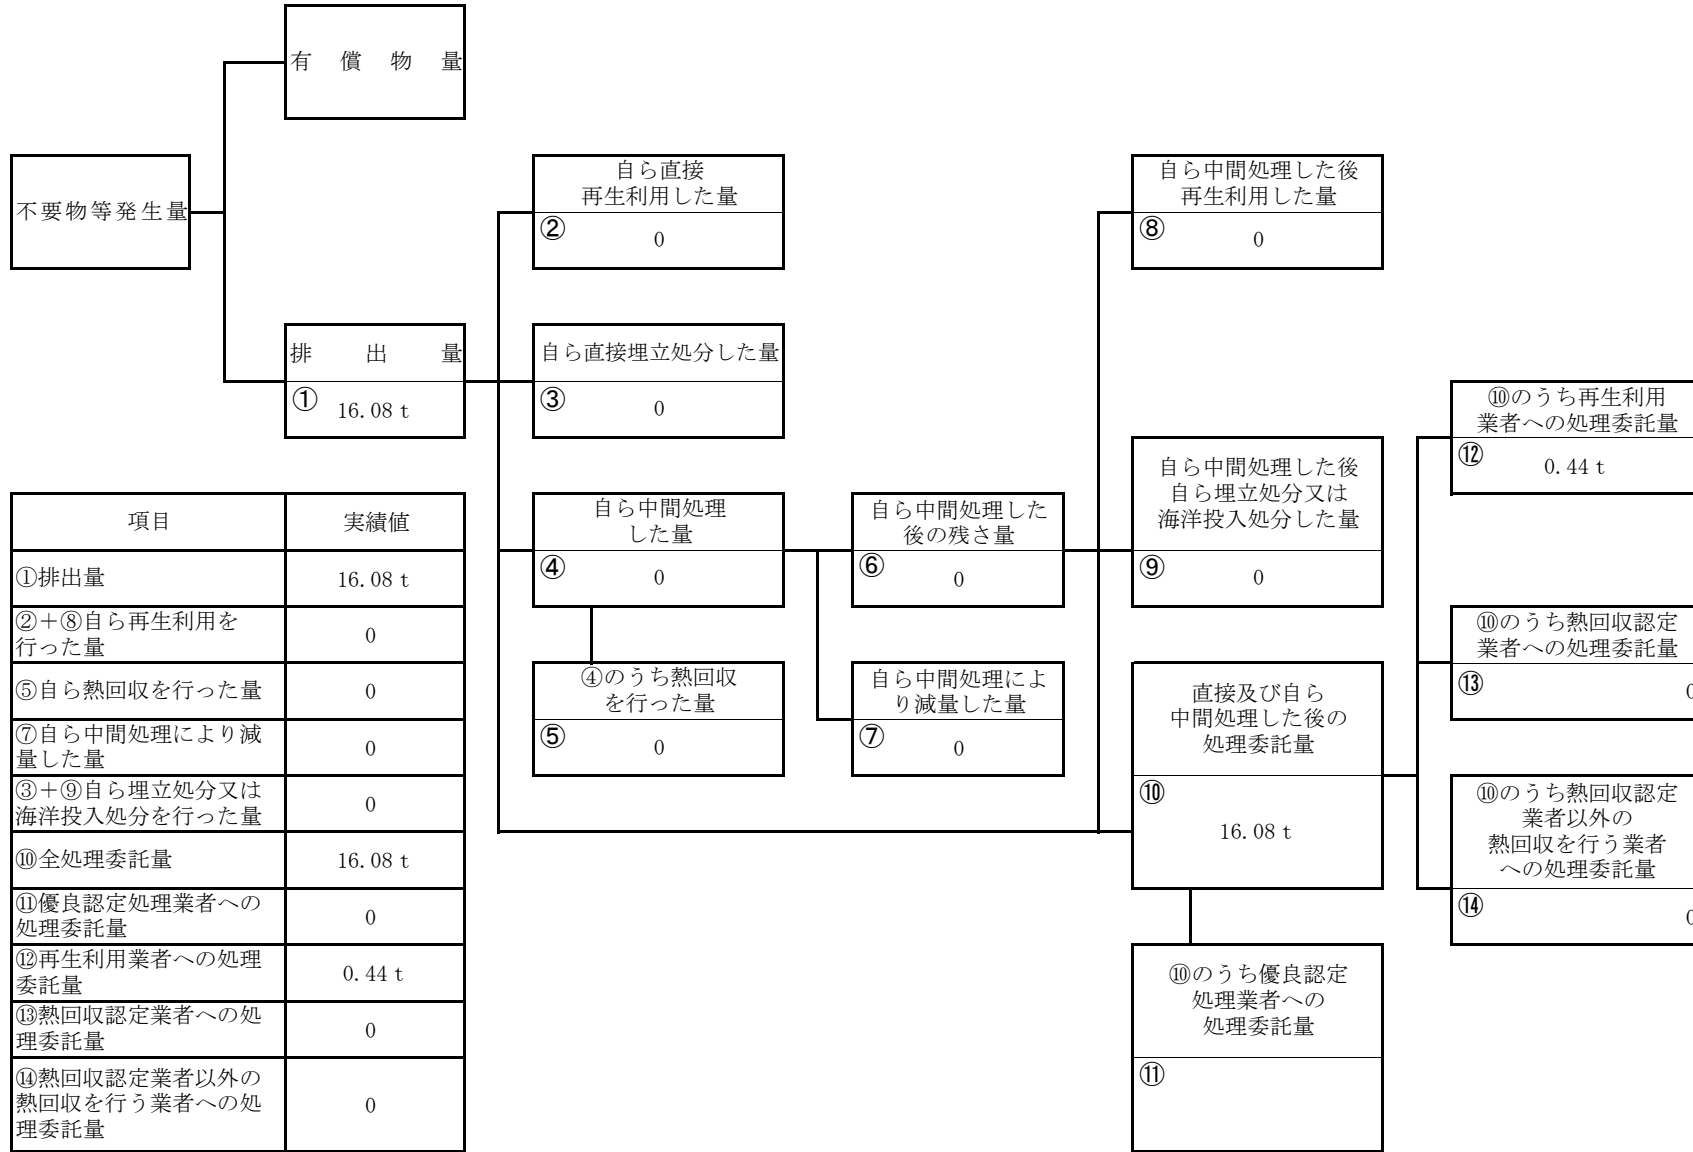 有償物量
不要物等発生量
排出量
① 16.08 t
自ら直接
再生利用した量
② 0
自ら直接埋立処分した量
③ 0
自ら中間処理
した量
④ 0
④のうち熱回収
を行った量
⑤ 0
自ら中間処理した
後の残さ量
⑥ 0
自ら中間処理によ
り減量した量
⑦ 0
自ら中間処理した後
再生利用した量
⑧ 0
自ら中間処理した後
自ら埋立処分又は
海洋投入処分した量
⑨ 0
直接及び自ら
中間処理した後の
処理委託量
⑩
16.08 t
⑩のうち優良認定
処理業者への
処理委託量
⑪
⑩のうち再生利用
業者への処理委託量
⑫ 0.44 t
⑩のうち熱回収認定
業者への処理委託量
⑬ 0
⑩のうち熱回収認定
業者以外の
熱回収を行う業者
への処理委託量
⑭ 0
項目 実績値
①排出量 16.08 t
②+⑧自ら再生利用を
行った量 0
⑤自ら熱回収を行った量 0
⑦自ら中間処理により減
量した量 0
③+⑨自ら埋立処分又は
海洋投入処分を行った量 0
⑩全処理委託量 16.08 t
⑪優良認定処理業者への
処理委託量 0
⑫再生利用業者への処理
委託量 0.44 t
⑬熱回収認定業者への処
理委託量 0
⑭熱回収認定業者以外の
熱回収を行う業者への処
理委託量 0